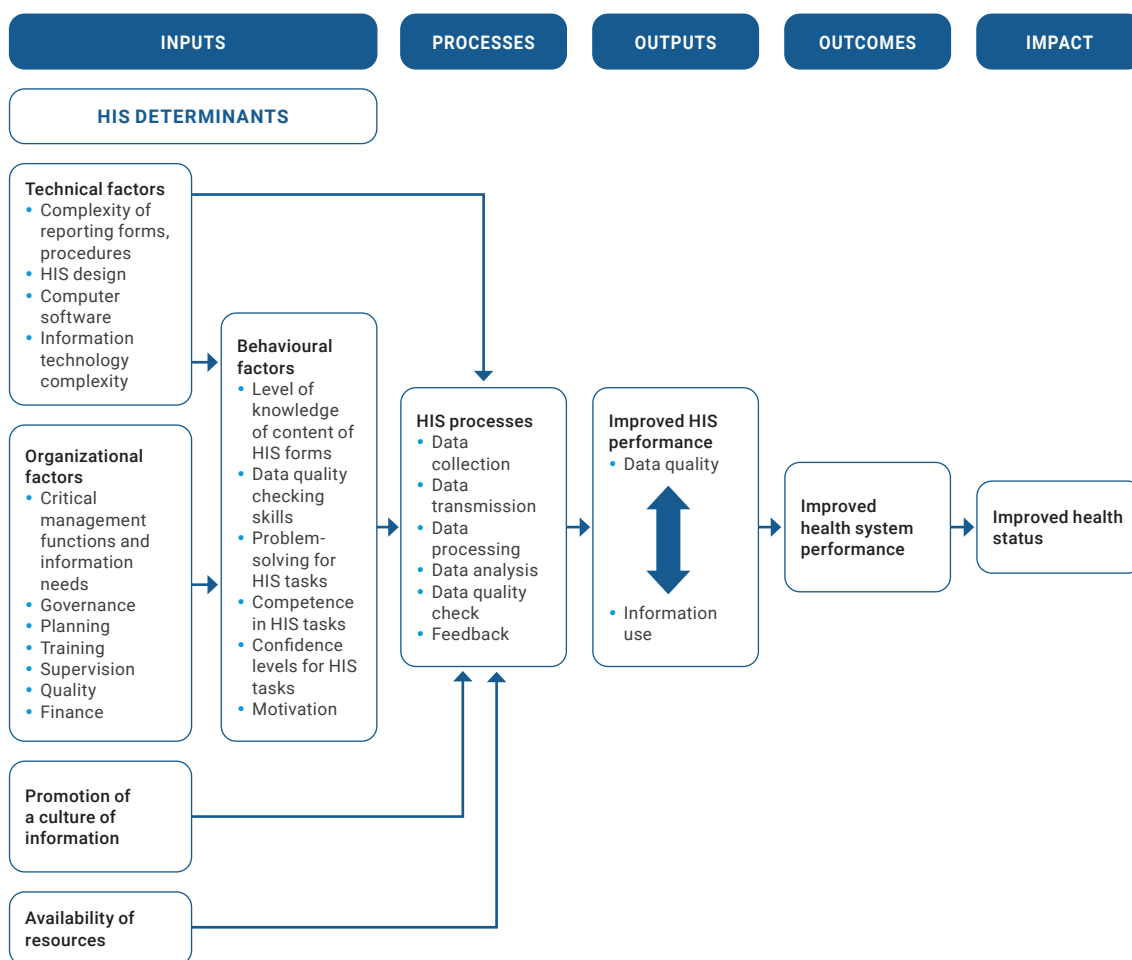 INPUTS
PROCESSES
OUTPUTS
OUTCOMES
IMPACT
HIS DETERMINANTS
Technical factors
• Complexity of
reporting forms,
procedures
• HIS design
• Computer
software
• Information
technology
complexity
Organizational
factors
• Critical
management
functions and
information
needs
• Governance
• Planning
• Training
• Supervision
• Quality
• Finance
Promotion of
a culture of
information
Availability of
resources
Behavioural
factors
• Level of
knowledge
of content of
HIS forms
• Data quality
checking
skills
• Problem-
solving for
HIS tasks
• Competence
in HIS tasks
• Confidence
levels for HIS
tasks
• Motivation
HIS processes
• Data
collection
• Data
transmission
• Data
processing
• Data analysis
• Data quality
check
• Feedback
Improved HIS
performance
• Data quality
• Information
use
Improved
health system
performance
Improved health
status